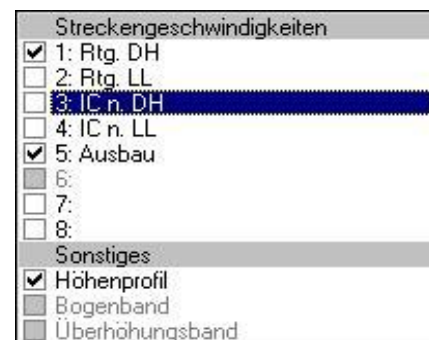 Streckengeschwindigkeiten
1: Rtg. DH
2: Rtg. LL
3: IC n. DH
4: IC n. LL
5: Ausbau
6:
7:
8:
Sonstiges
Höhenprofil
Bogenband
Überhöhungsband